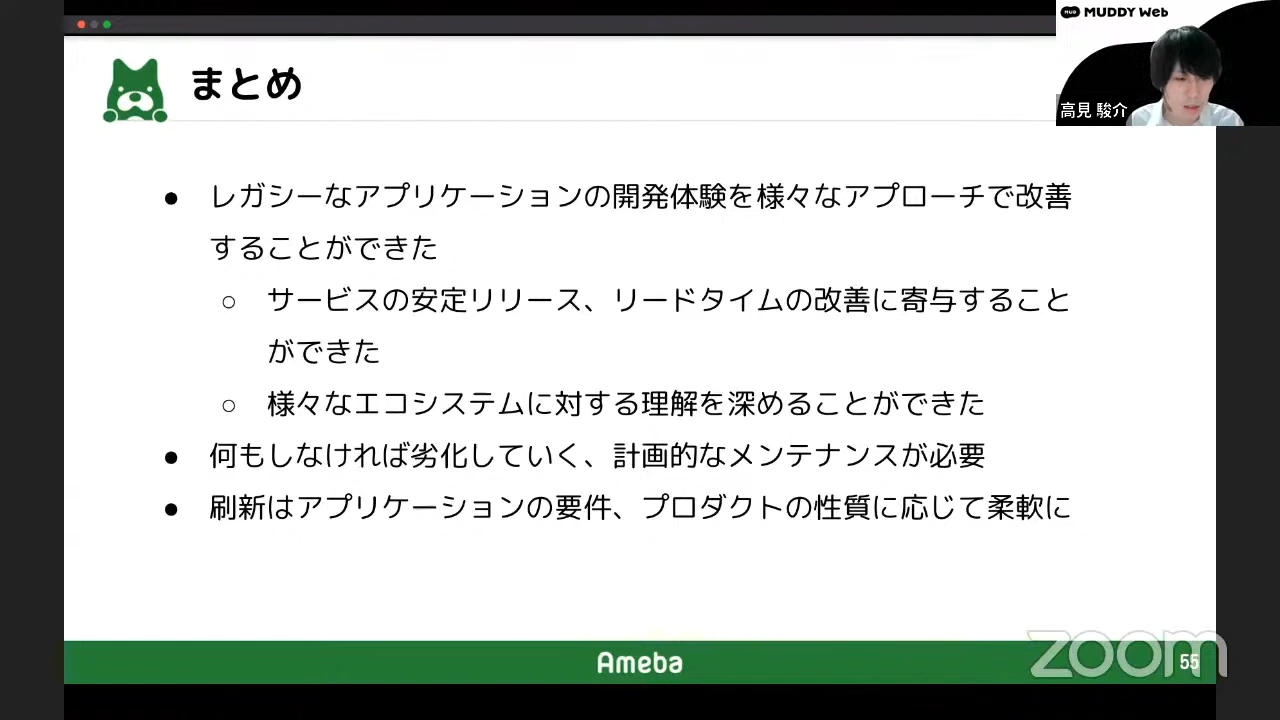 MUD MUDDY Web
高見 駿介
まとめ
● レガシーなアプリケーションの開発体験を様々なアプローチで改善
することができた
○ サービスの安定リリース、リードタイムの改善に寄与すること
ができた
○ 様々なエコシステムに対する理解を深めることができた
● 何もしなければ劣化していく、計画的なメンテナンスが必要
● 刷新はアプリケーションの要件、プロダクトの性質に応じて柔軟に
Ameba
zoom
55